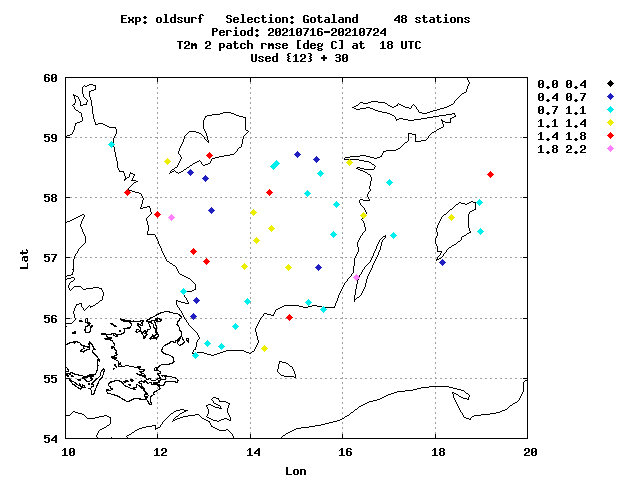 Exp: oldsurf   Selection: Gotaland     48 stations
Period: 20210716-20210724
T2m 2 patch rmse [deg C] at  18 UTC
Used {12} + 30
0.0 0.4
0.4 0.7
0.7 1.1
1.1 1.4
1.4 1.8
1.8 2.2
60
59
58
57
56
55
54
Lat
10 12 14 16 18 20
Lon